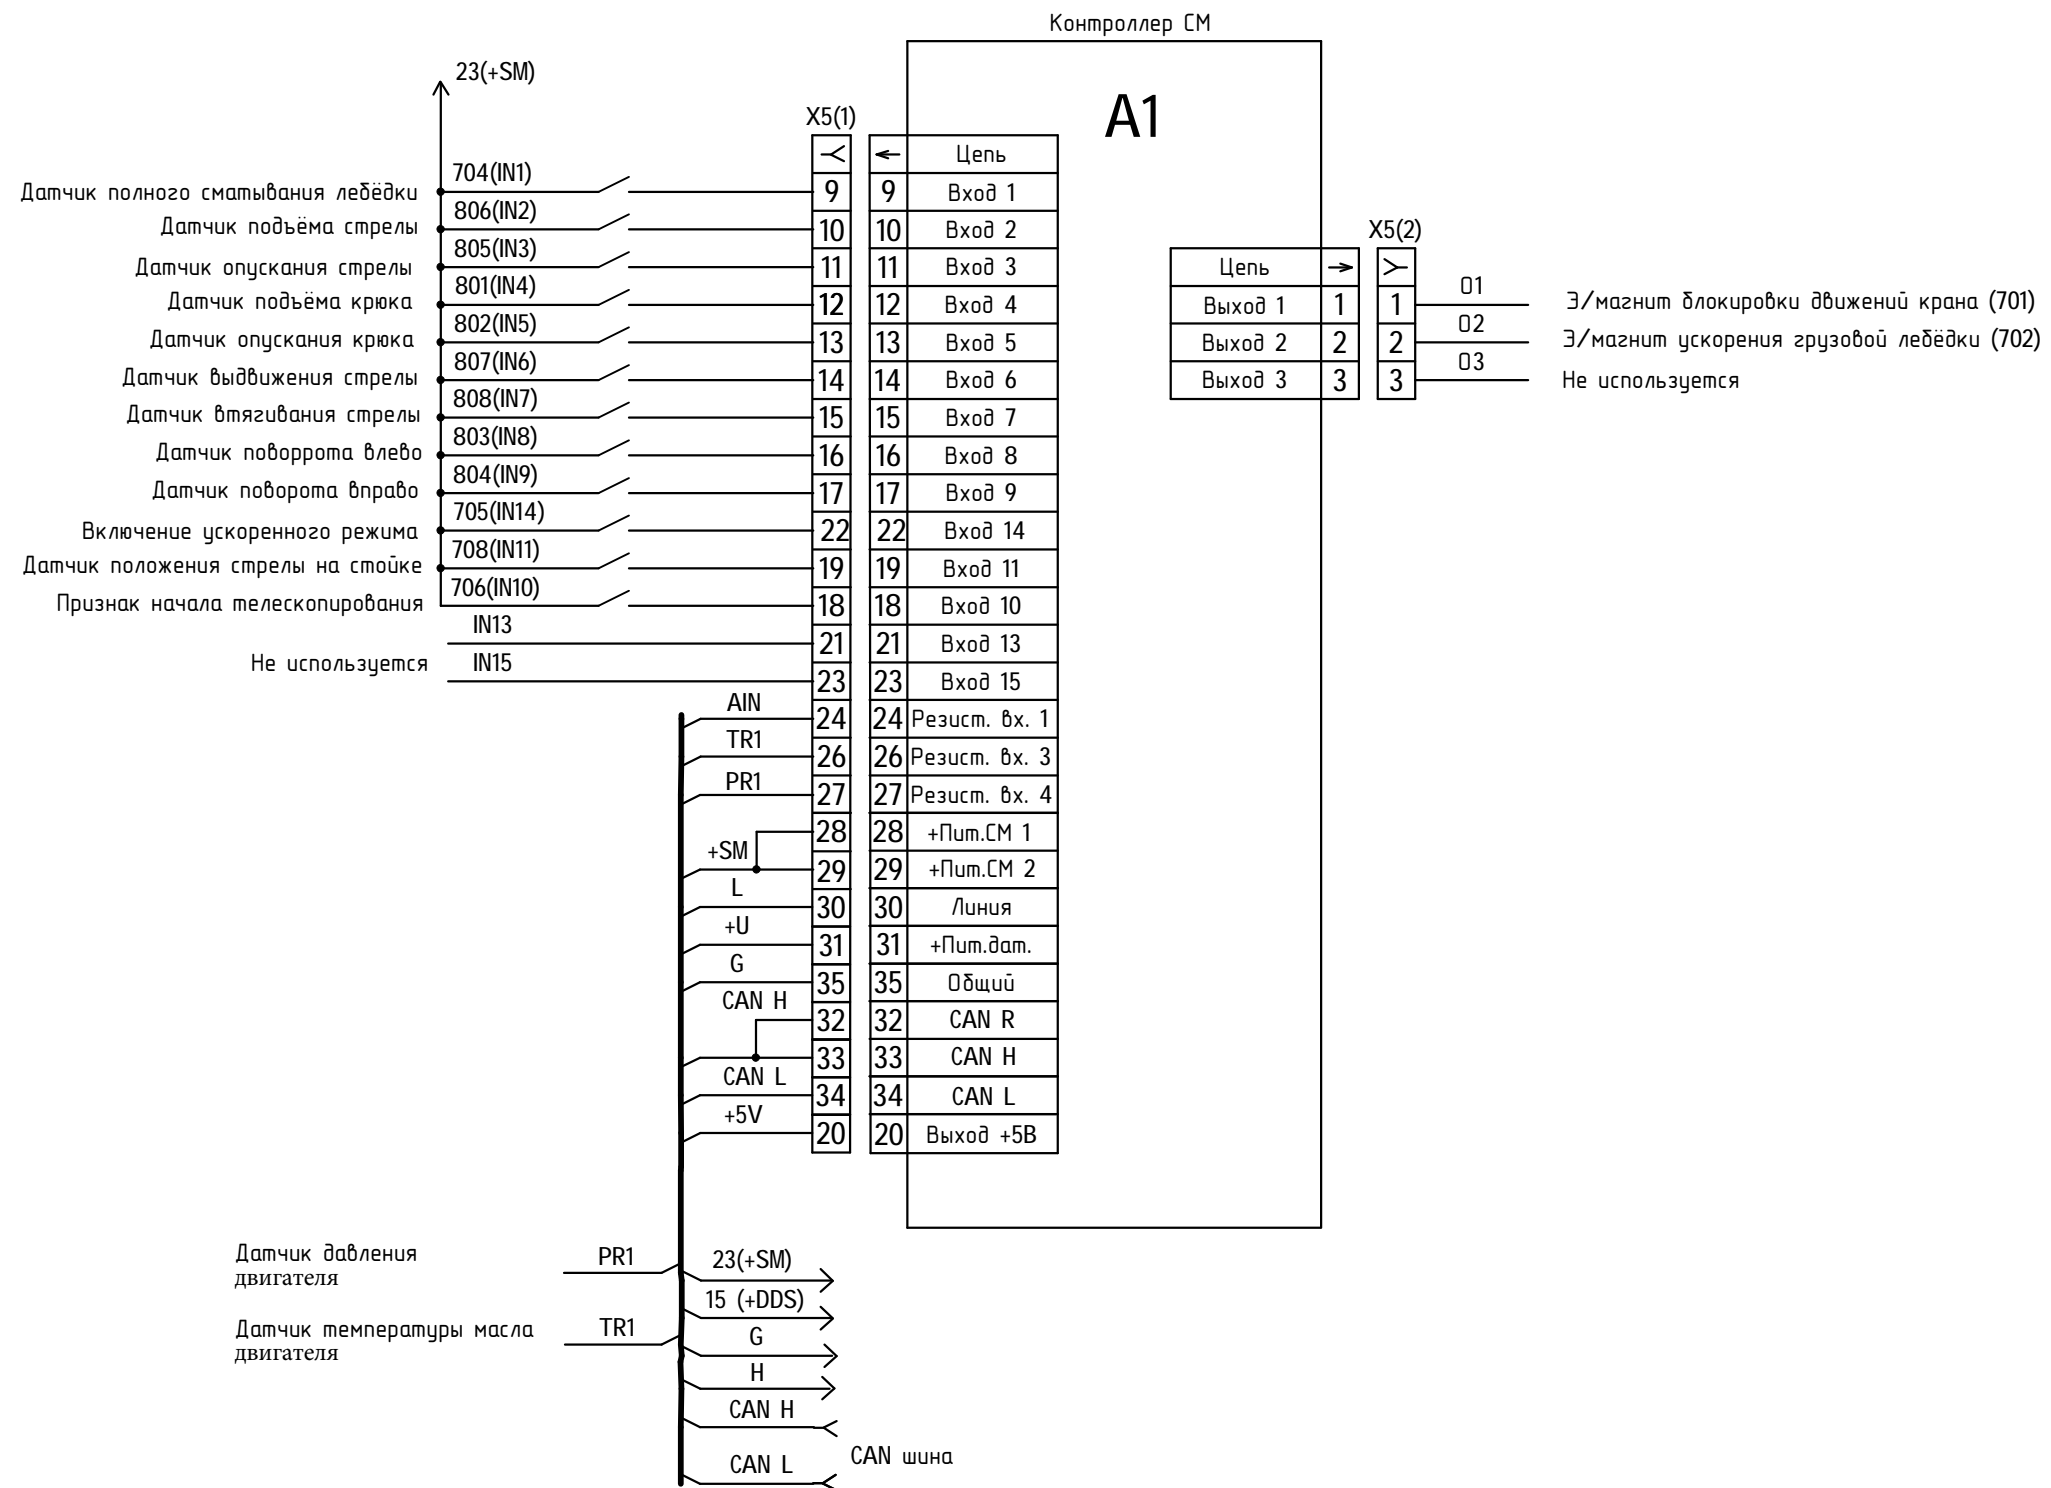 Контроллер СМ
A1
23(+SM)
X5(1)
Цепь
Датчик полного сматывания лебёдки 704(IN1) 9 9 Вход 1
Датчик подъёма стрелы 806(IN2) 10 10 Вход 2
Датчик опускания стрелы 805(IN3) 11 11 Вход 3
Датчик подъёма крюка 801(IN4) 12 12 Вход 4
Датчик опускания крюка 802(IN5) 13 13 Вход 5
Датчик выдвижения стрелы 807(IN6) 14 14 Вход 6
Датчик втягивания стрелы 808(IN7) 15 15 Вход 7
Датчик поворрота влево 803(IN8) 16 16 Вход 8
Датчик поворота вправо 804(IN9) 17 17 Вход 9
Включение ускоренного режима 705(IN14) 22 22 Вход 14
Датчик положения стрелы на стойке 708(IN11) 19 19 Вход 11
Признак начала телескопирования 706(IN10) 18 18 Вход 10
IN13 21 21 Вход 13
Не используется IN15 23 23 Вход 15
AIN 24 24 Резист. вх. 1
TR1 26 26 Резист. вх. 3
PR1 27 27 Резист. вх. 4
28 28 +Пит.СМ 1
+SM 29 29 +Пит.СМ 2
L 30 30 Линия
+U 31 31 +Пит.дат.
G 35 35 Общий
CAN H 32 32 CAN R
33 33 CAN H
CAN L 34 34 CAN L
+5V 20 20 Выход +5В
X5(2)
Цепь
Выход 1 1 1 O1 Э/магнит блокировки движений крана (701)
Выход 2 2 2 O2 Э/магнит ускорения грузовой лебёдки (702)
Выход 3 3 3 O3 Не используется
Датчик давления
двигателя
PR1
Датчик температуры масла
двигателя
TR1
23(+SM)
15 (+DDS)
G
H
CAN H
CAN L
CAN шина